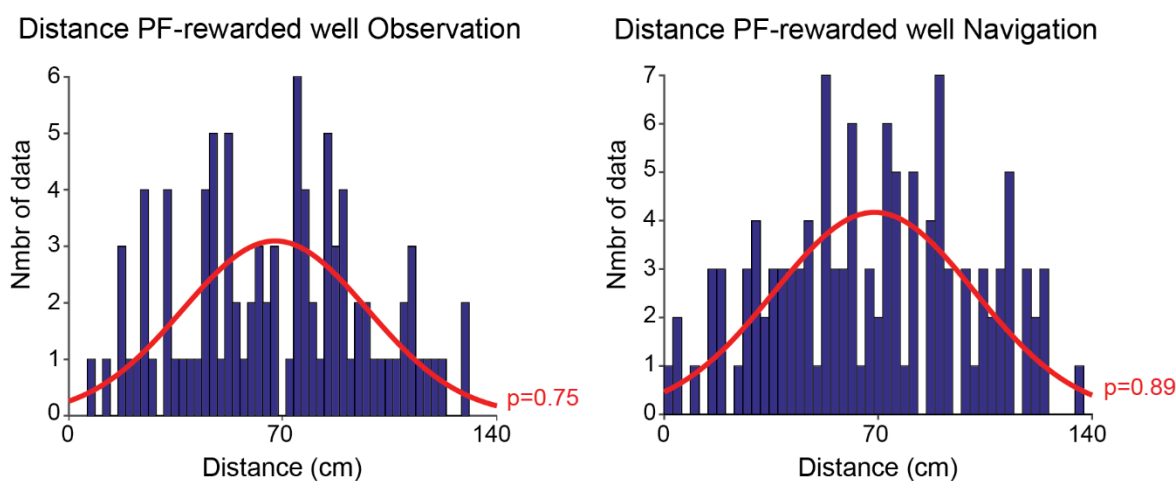 Distance PF-rewarded well Observation
Nmbr of data
6
5
4
3
2
1
0
0
70
140
Distance (cm)
p=0.75
Distance PF-rewarded well Navigation
Nmbr of data
7
6
5
4
3
2
1
0
0
70
140
Distance (cm)
p=0.89